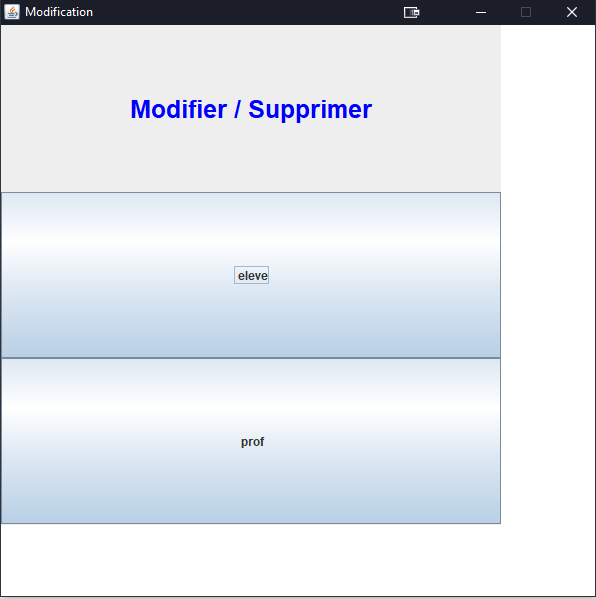 Modification
Modifier / Supprimer
eleve
prof